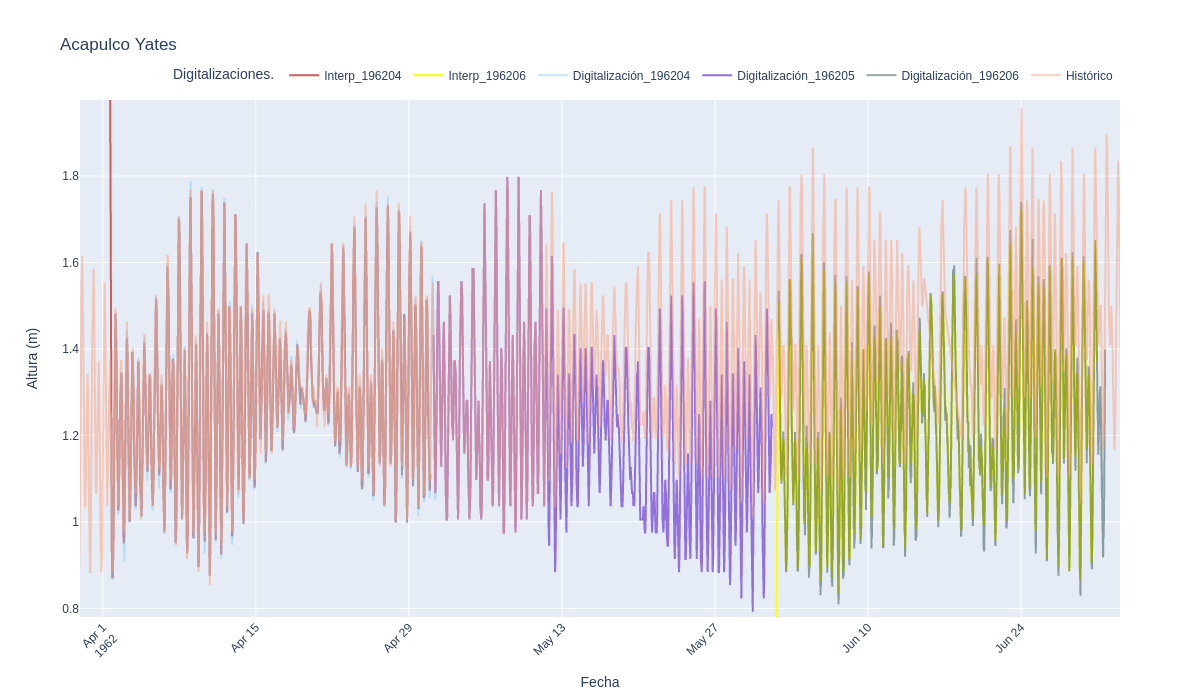 Acapulco Yates
Digitalizaciones. Interp_196204 Interp_196206 Digitalización_196204 Digitalización_196205 Digitalización_196206 Histórico
1.8
1.6
1.4
1.2
1
0.8
Altura (m)
Apr 1
1962
Apr 15
Apr 29
May 13
May 27
Jun 10
Jun 24
Fecha